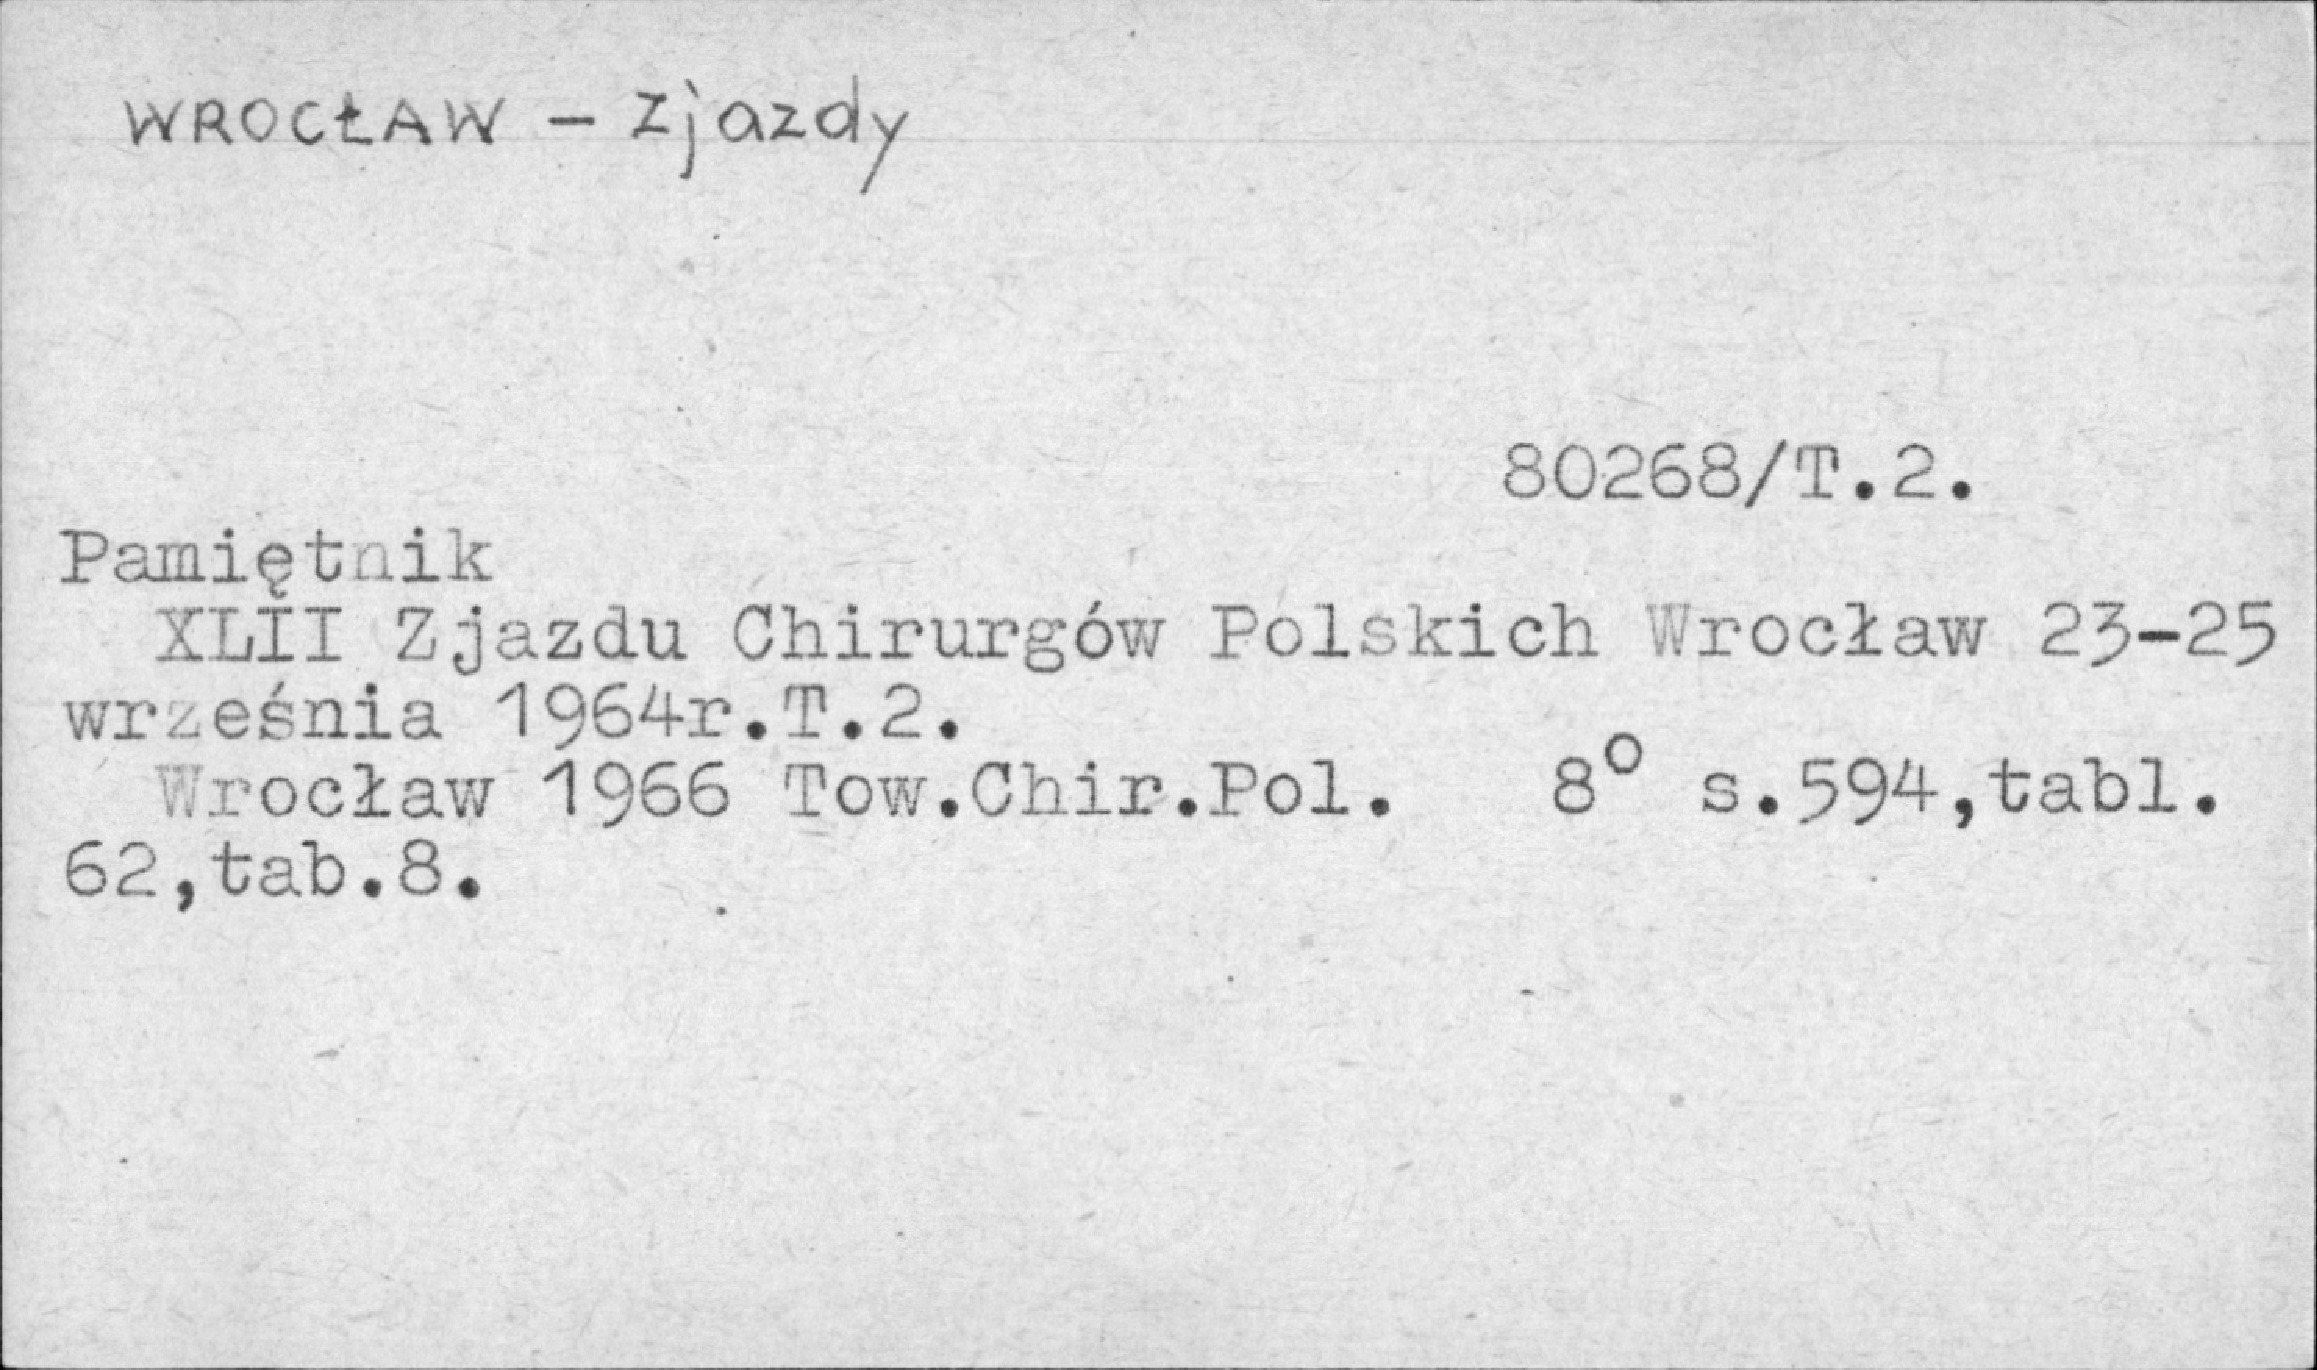 WROCŁAW - Zjazdy
80268/T.2.
Pamiętnik
XLII Zjazdu Chirurgów Polskich Wrocław 23-25
września 1964r.T.2.
Wrocław 1966 Tow.Chir.Pol. 8° s.594,tabl.
62,tab.8.